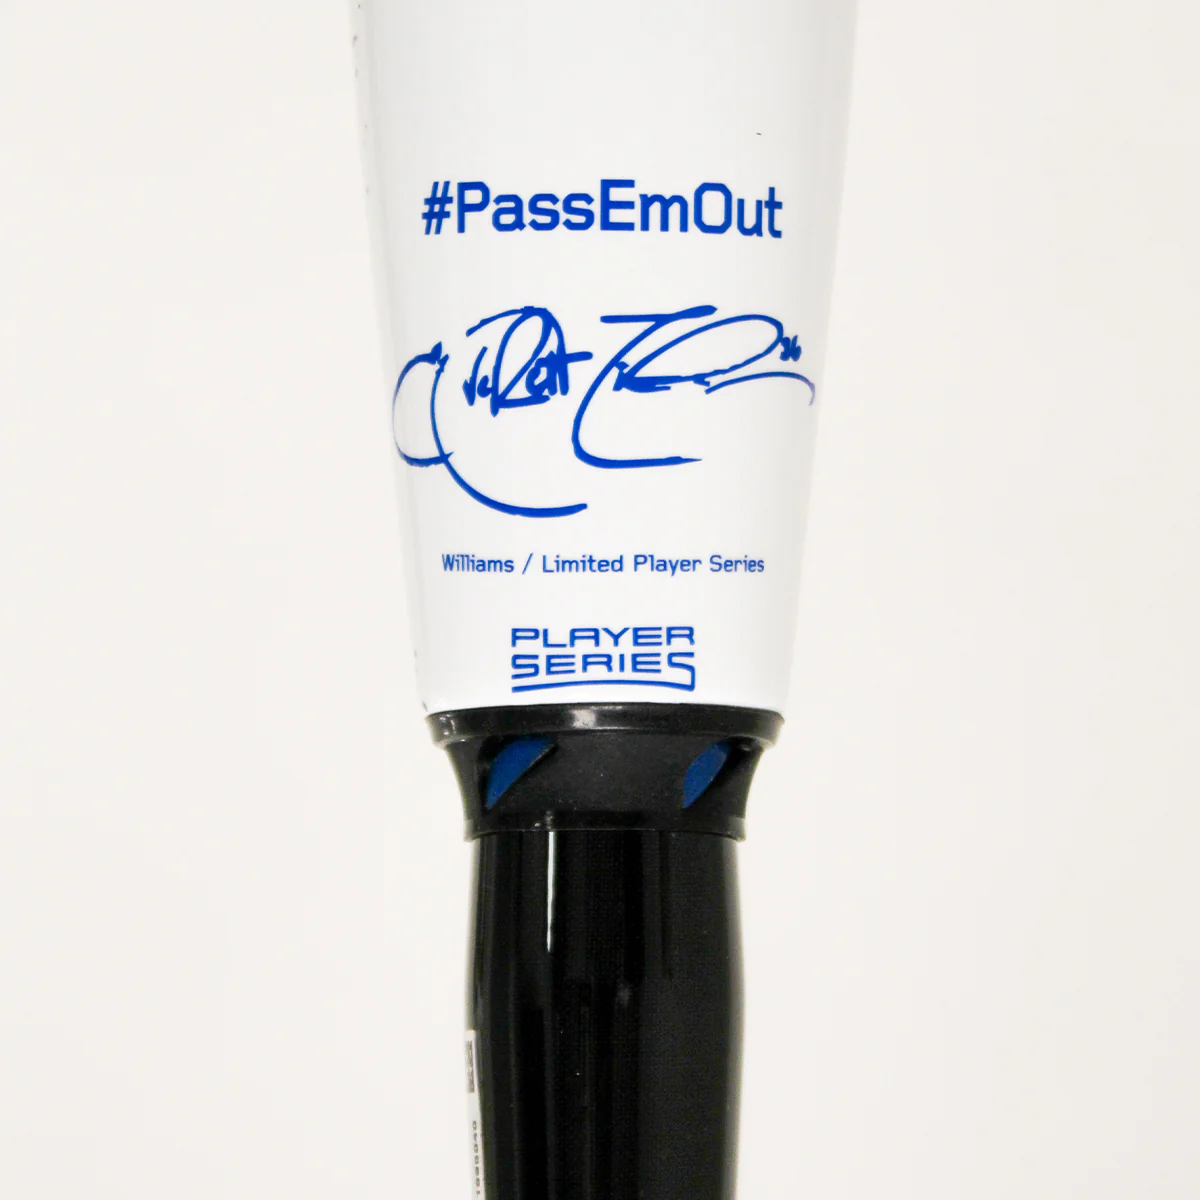 #PassEmOut
Williams / Limited Player Series
PLAYER
SERIES